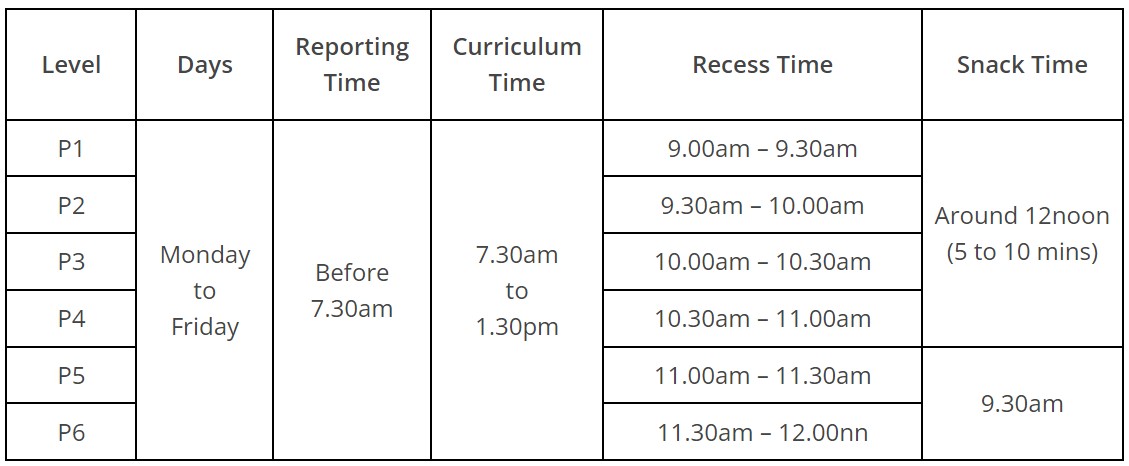 Level
Days
Reporting
Time
Curriculum
Time
Recess Time
Snack Time
P1
Monday
to
Friday
Before
7.30am
7.30am
to
1.30pm
9.00am – 9.30am
Around 12noon
(5 to 10 mins)
P2
9.30am – 10.00am
P3
10.00am – 10.30am
P4
10.30am – 11.00am
P5
11.00am – 11.30am
9.30am
P6
11.30am – 12.00nn